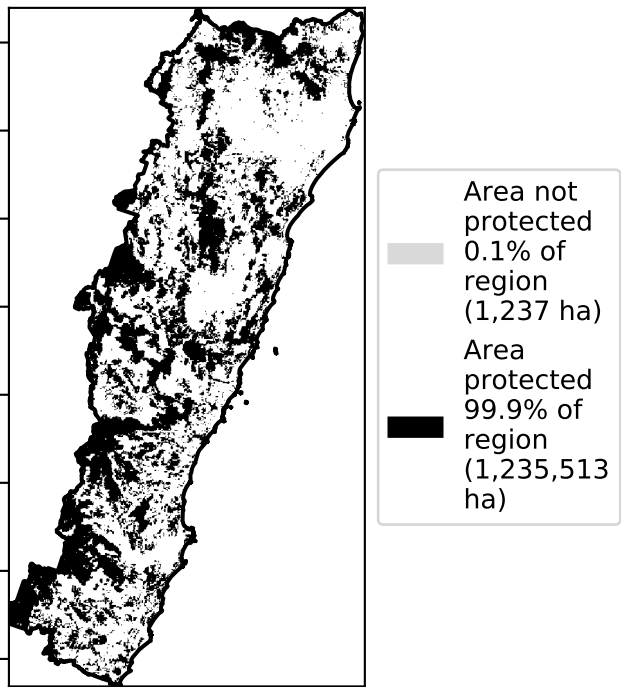 Area not
protected
0.1% of
region
(1,237 ha)
Area
protected
99.9% of
region
(1,235,513
ha)